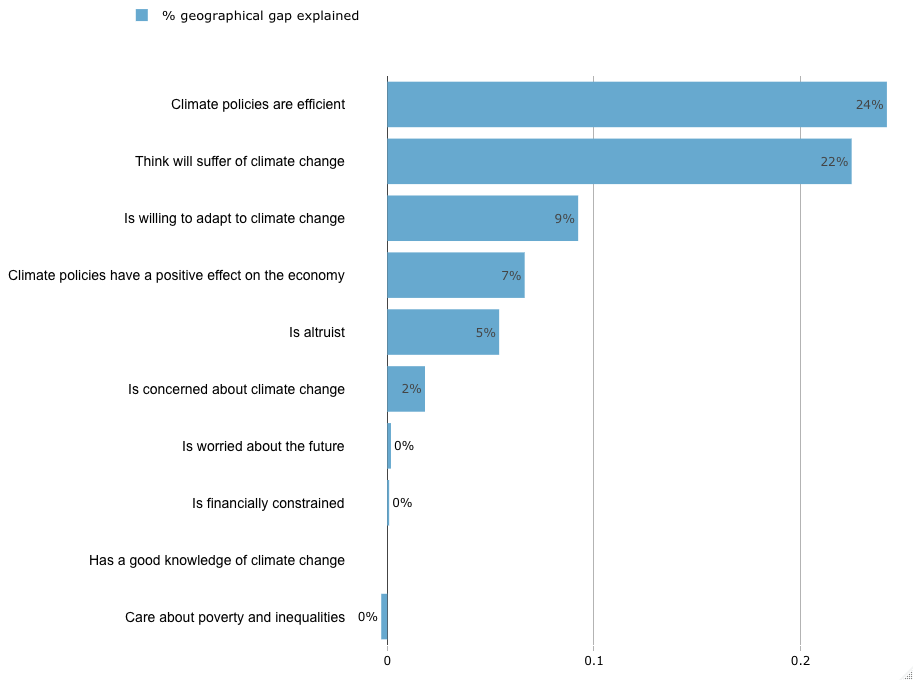 % geographical gap explained
Climate policies are efficient 24%
Think will suffer of climate change 22%
Is willing to adapt to climate change 9%
Climate policies have a positive effect on the economy 7%
Is altruist 5%
Is concerned about climate change 2%
Is worried about the future 0%
Is financially constrained 0%
Has a good knowledge of climate change
Care about poverty and inequalities 0%
0 0.1 0.2